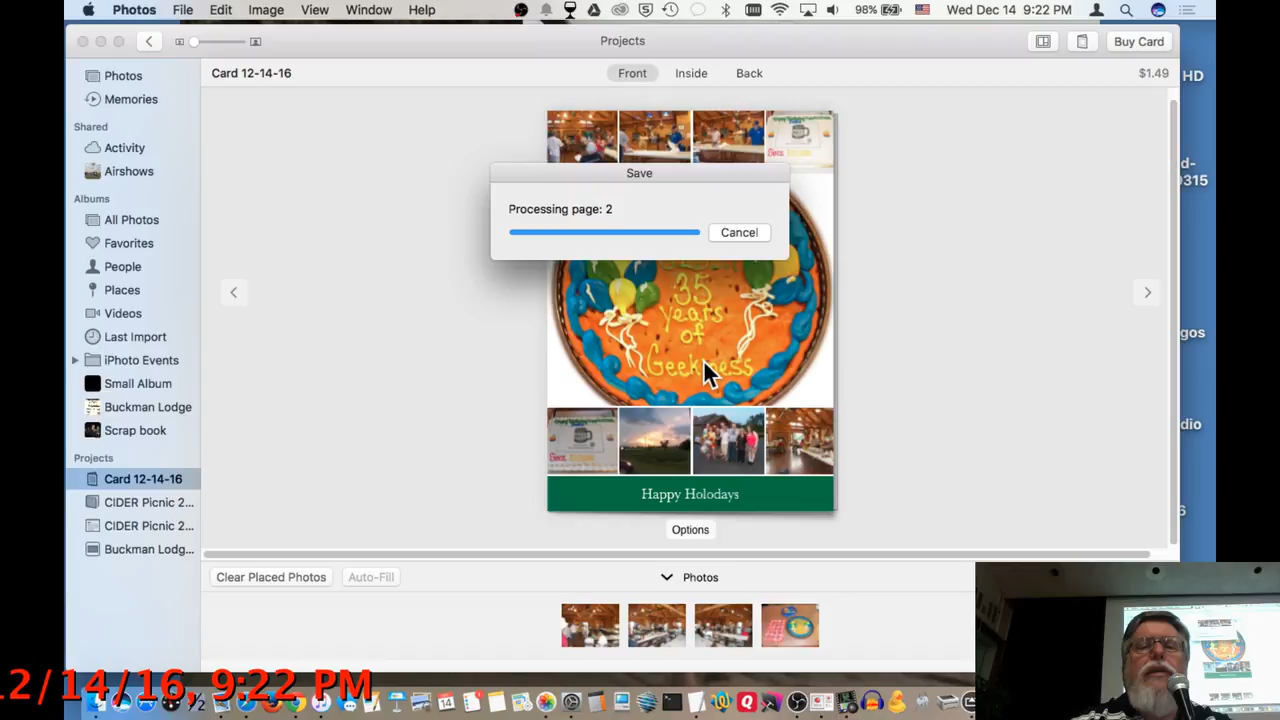 Photos File Edit Image View Window Help 98% Wed Dec 14 9:22 PM
Projects
Buy Card
Card 12-14-16 Front Inside Back $1.49
Photos
Memories
Shared
Activity
Airshows
Albums
All Photos
Favorites
People
Places
Videos
Last Import
iPhoto Events
Small Album
Buckman Lodge
Scrap book
Projects
Card 12-14-16
CIDER Picnic 2...
CIDER Picnic 2...
Buckman Lodg...
Save
Processing page: 2
Cancel
35
years
of
Geekness
Happy Holodays
Options
Clear Placed Photos Auto-Fill Photos
HD
d-
0315
gos
dio
6
12/14/16, 9:22 PM